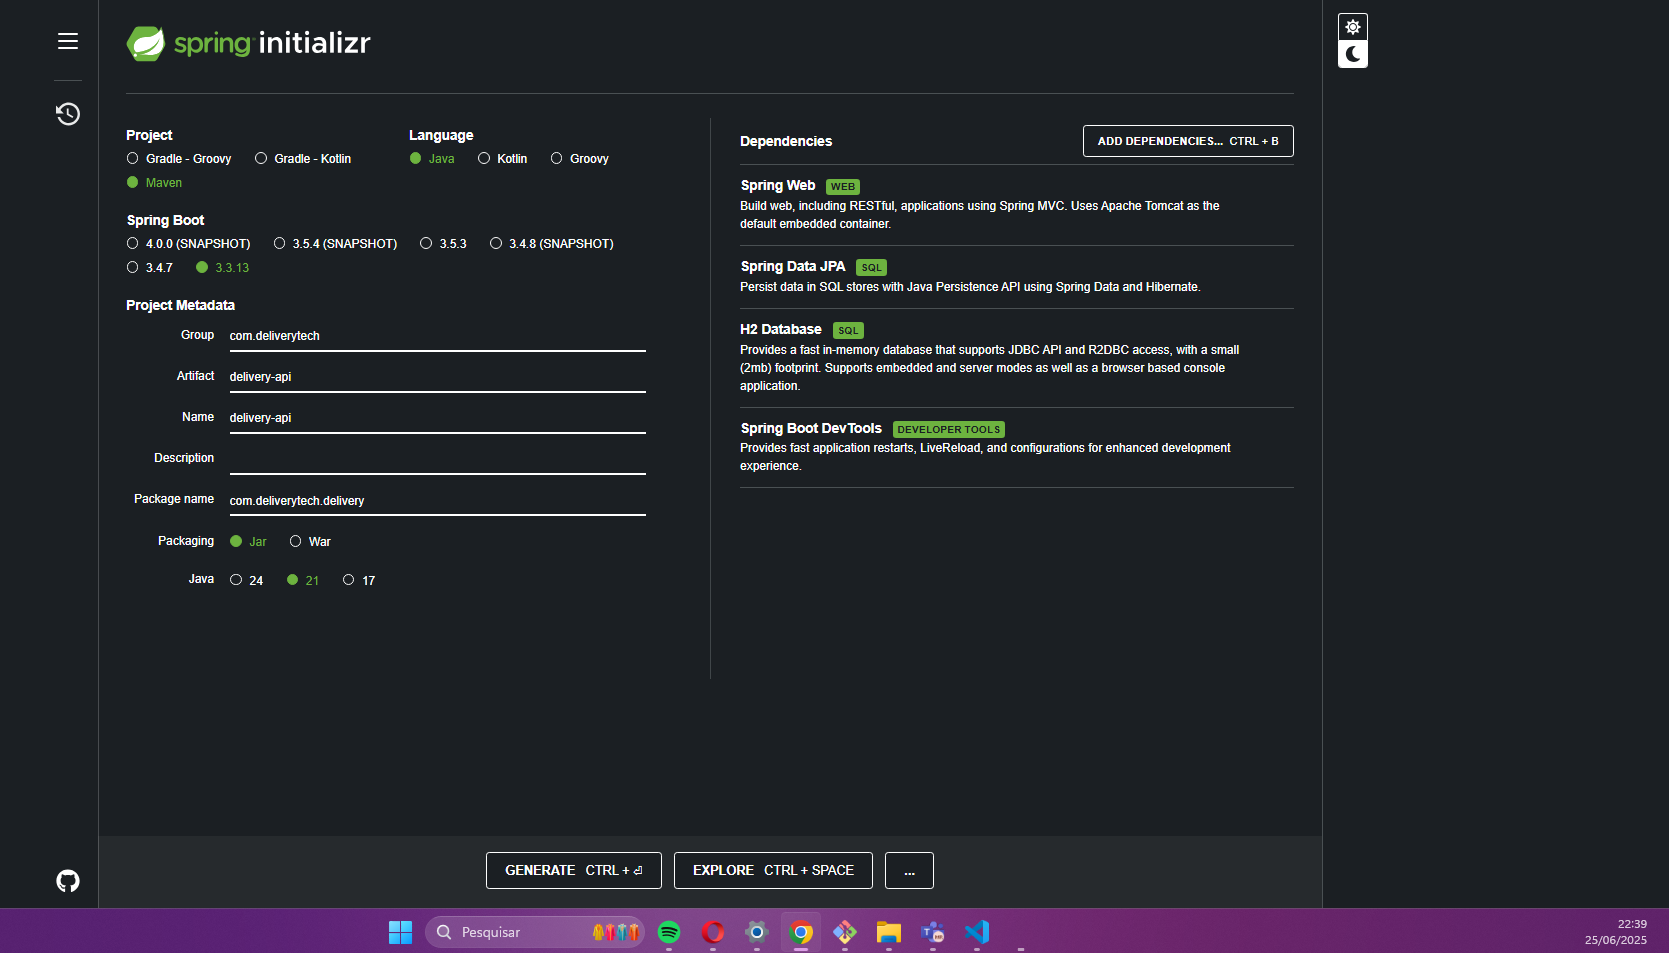 spring initializr
Project
Gradle - Groovy Gradle - Kotlin
Maven
Language
Java Kotlin Groovy
Spring Boot
4.0.0 (SNAPSHOT) 3.5.4 (SNAPSHOT) 3.5.3 3.4.8 (SNAPSHOT)
3.4.7 3.3.13
Project Metadata
Group com.deliverytech
Artifact delivery-api
Name delivery-api
Description
Package name com.deliverytech.delivery
Packaging Jar War
Java 24 21 17
Dependencies ADD DEPENDENCIES... CTRL + B
Spring Web WEB
Build web, including RESTful, applications using Spring MVC. Uses Apache Tomcat as the
default embedded container.
Spring Data JPA SQL
Persist data in SQL stores with Java Persistence API using Spring Data and Hibernate.
H2 Database SQL
Provides a fast in-memory database that supports JDBC API and R2DBC access, with a small
(2mb) footprint. Supports embedded and server modes as well as a browser based console
application.
Spring Boot DevTools DEVELOPER TOOLS
Provides fast application restarts, LiveReload, and configurations for enhanced development
experience.
GENERATE CTRL + ⏎ EXPLORE CTRL + SPACE ...
Pesquisar
22:39
25/06/2025